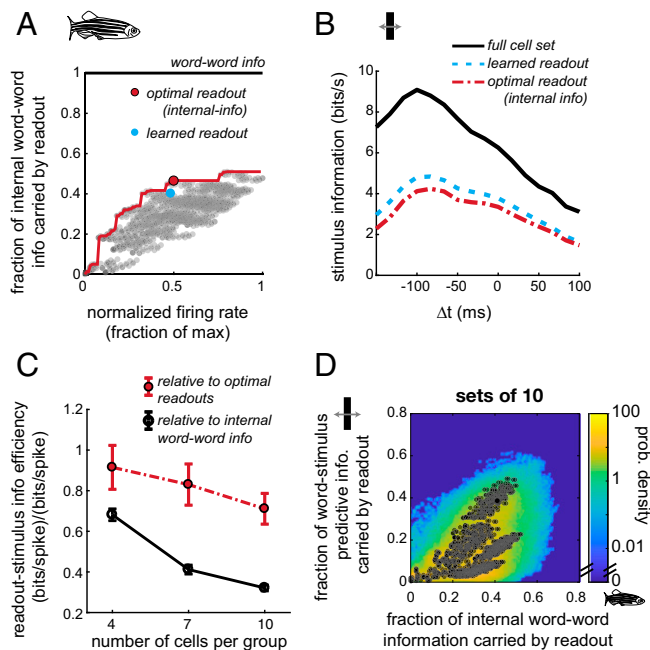 A
word-word info
optimal readout
(internal-info)
learned readout
fraction of internal word-word
info carried by readout
1
0.8
0.6
0.4
0.2
0
0
0.5
1
normalized firing rate
(fraction of max)
B
full cell set
learned readout
optimal readout
(internal info)
stimulus information (bits/s)
10
8
6
4
2
0
-100
-50
0
50
100
Δt (ms)
C
relative to optimal
readouts
relative to internal
word-word info
readout-stimulus info efficiency
(bits/spike)/(bits/spike)
1.2
1
0.8
0.6
0.4
0.2
4
7
10
number of cells per group
D
sets of 10
fraction of word-stimulus
predictive info.
carried by readout
0.8
0.6
0.4
0.2
0
0
0.2
0.4
0.6
0.8
fraction of internal word-word
information carried by readout
100
1
0.01
0
prob. density